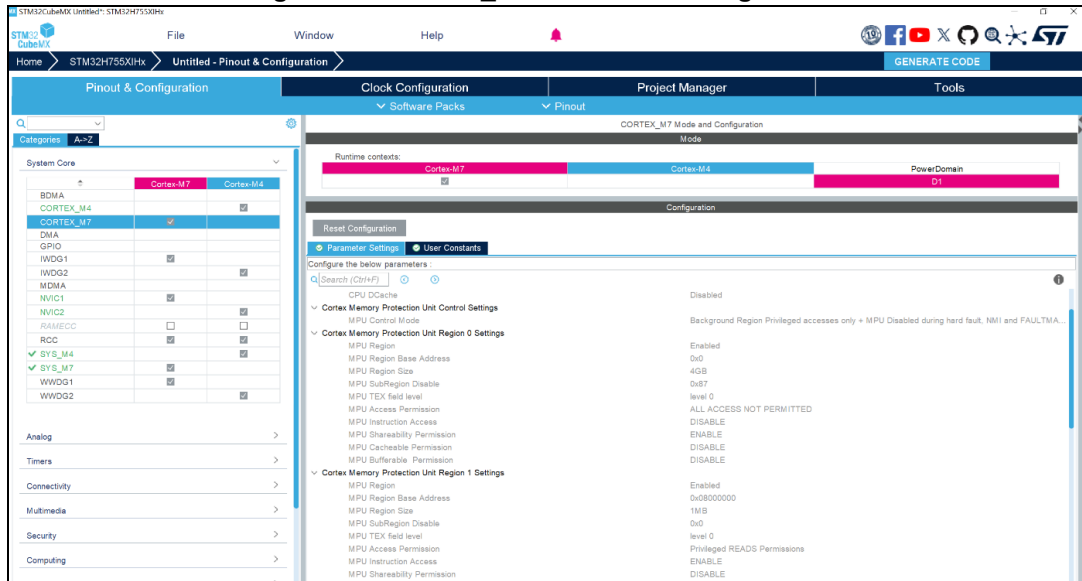 STM32CubeMX Untitled*: STM32H755XIHx
STM32 CubeMX File Window Help
Home STM32H755XIHx Untitled - Pinout & Configuration GENERATE CODE
Pinout & Configuration Clock Configuration Project Manager Tools
Software Packs Pinout
Categories A->Z
System Core
Cortex-M7 Cortex-M4
BDMA
CORTEX_M4
CORTEX_M7
DMA
GPIO
IWDG1
IWDG2
MDMA
NVIC1
NVIC2
RAMECC
RCC
SYS_M4
SYS_M7
WWDG1
WWDG2
Analog
Timers
Connectivity
Multimedia
Security
Computing
CORTEX_M7 Mode and Configuration
Mode
Runtime contexts:
Cortex-M7 Cortex-M4 PowerDomain
D1
Configuration
Reset Configuration
Parameter Settings User Constants
Configure the below parameters :
Search (Ctrl+F)
CPU DCache Disabled
Cortex Memory Protection Unit Control Settings
MPU Control Mode Background Region Privileged accesses only + MPU Disabled during hard fault, NMI and FAULTMA...
Cortex Memory Protection Unit Region 0 Settings
MPU Region Enabled
MPU Region Base Address 0x0
MPU Region Size 4GB
MPU SubRegion Disable 0x87
MPU TEX field level level 0
MPU Access Permission ALL ACCESS NOT PERMITTED
MPU Instruction Access DISABLE
MPU Shareability Permission ENABLE
MPU Cacheable Permission DISABLE
MPU Bufferable Permission DISABLE
Cortex Memory Protection Unit Region 1 Settings
MPU Region Enabled
MPU Region Base Address 0x08000000
MPU Region Size 1MB
MPU SubRegion Disable 0x0
MPU TEX field level level 0
MPU Access Permission Privileged READS Permissions
MPU Instruction Access ENABLE
MPU Shareability Permission DISABLE